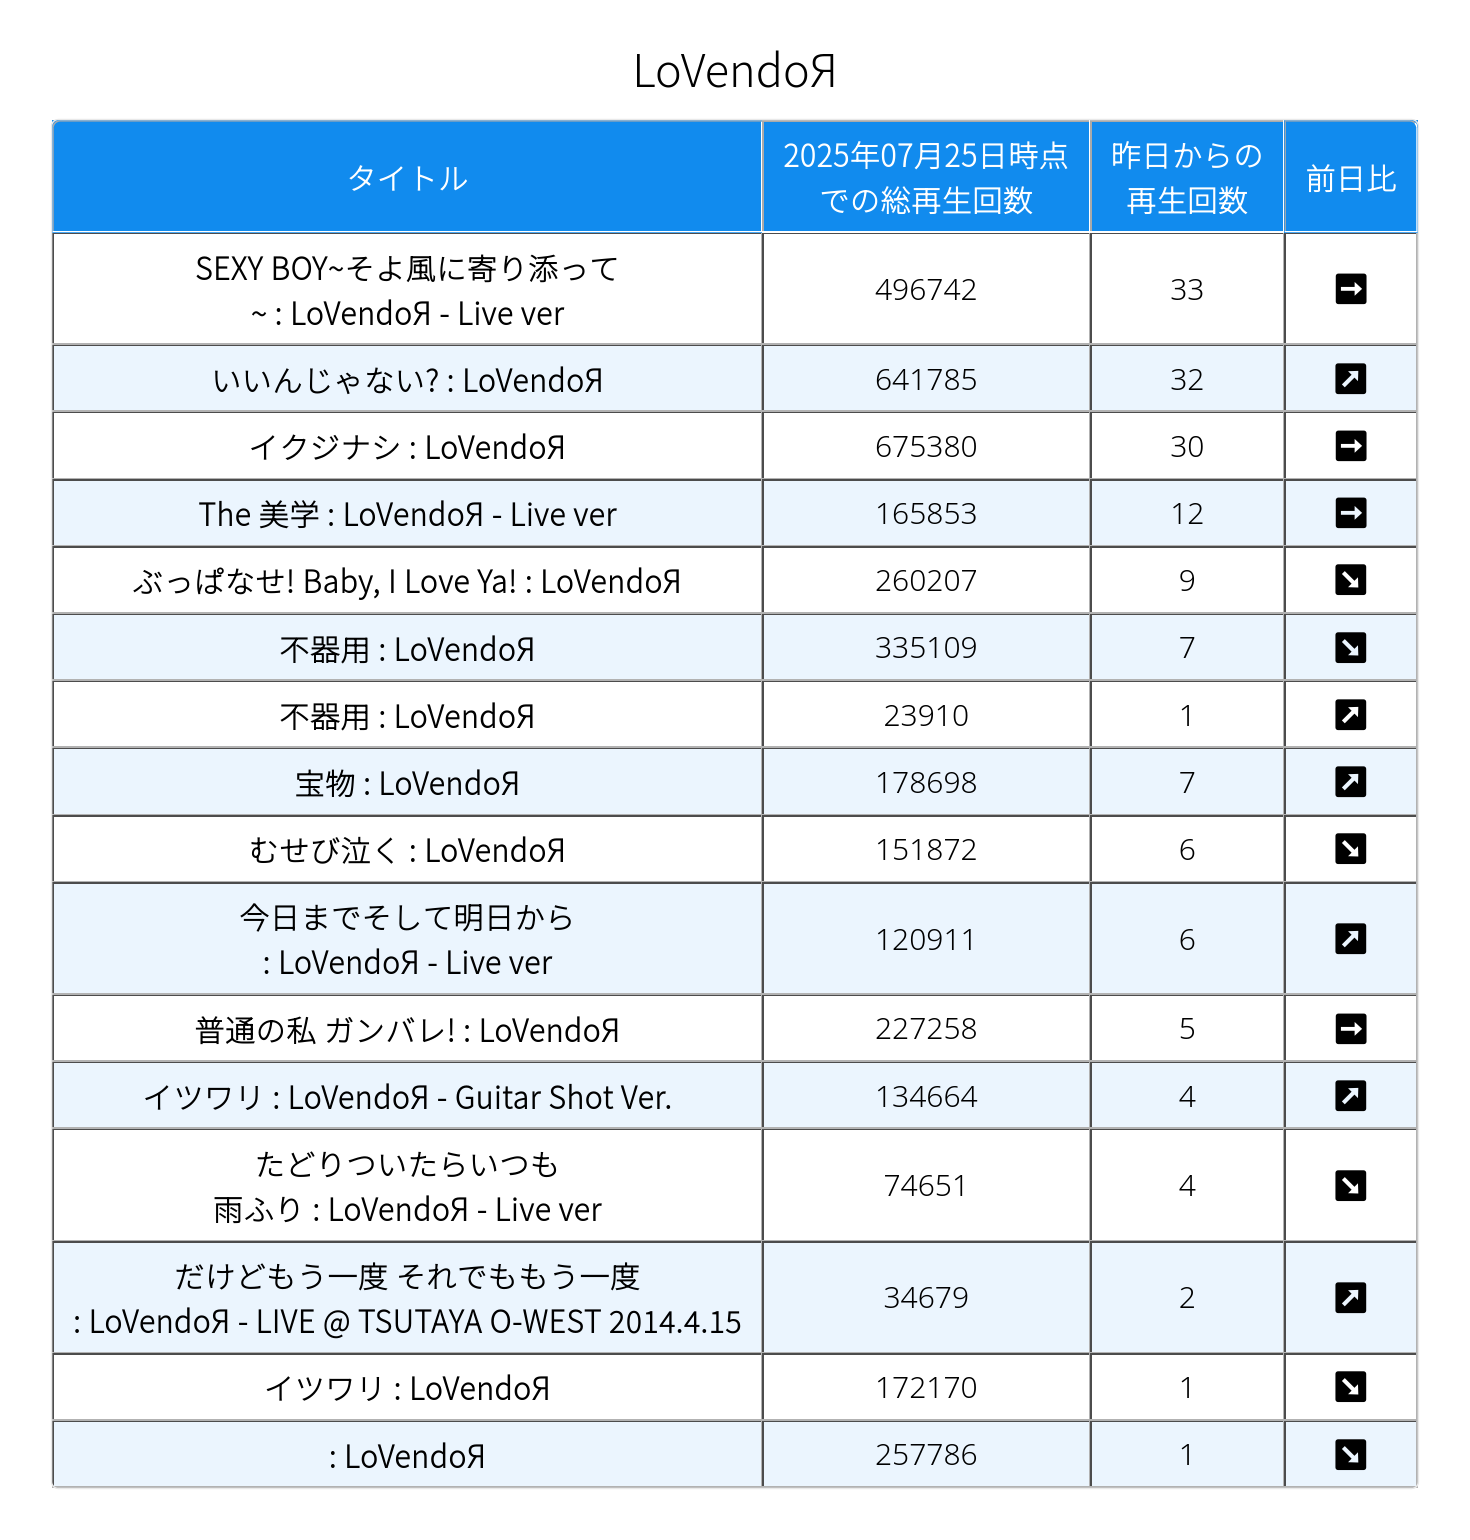 LoVendoЯ
タイトル
2025年07月25日時点
での総再生回数
昨日からの
再生回数
前日比
SEXY BOY~そよ風に寄り添って
~ : LoVendoЯ - Live ver
496742
33
いいんじゃない? : LoVendoЯ
641785
32
イクジナシ : LoVendoЯ
675380
30
The 美学 : LoVendoЯ - Live ver
165853
12
ぶっぱなせ! Baby, I Love Ya! : LoVendoЯ
260207
9
不器用 : LoVendoЯ
335109
7
不器用 : LoVendoЯ
23910
1
宝物 : LoVendoЯ
178698
7
むせび泣く : LoVendoЯ
151872
6
今日までそして明日から
: LoVendoЯ - Live ver
120911
6
普通の私 ガンバレ! : LoVendoЯ
227258
5
イツワリ : LoVendoЯ - Guitar Shot Ver.
134664
4
たどりついたらいつも
雨ふり : LoVendoЯ - Live ver
74651
4
だけどもう一度 それでももう一度
: LoVendoЯ - LIVE @ TSUTAYA O-WEST 2014.4.15
34679
2
イツワリ : LoVendoЯ
172170
1
: LoVendoЯ
257786
1